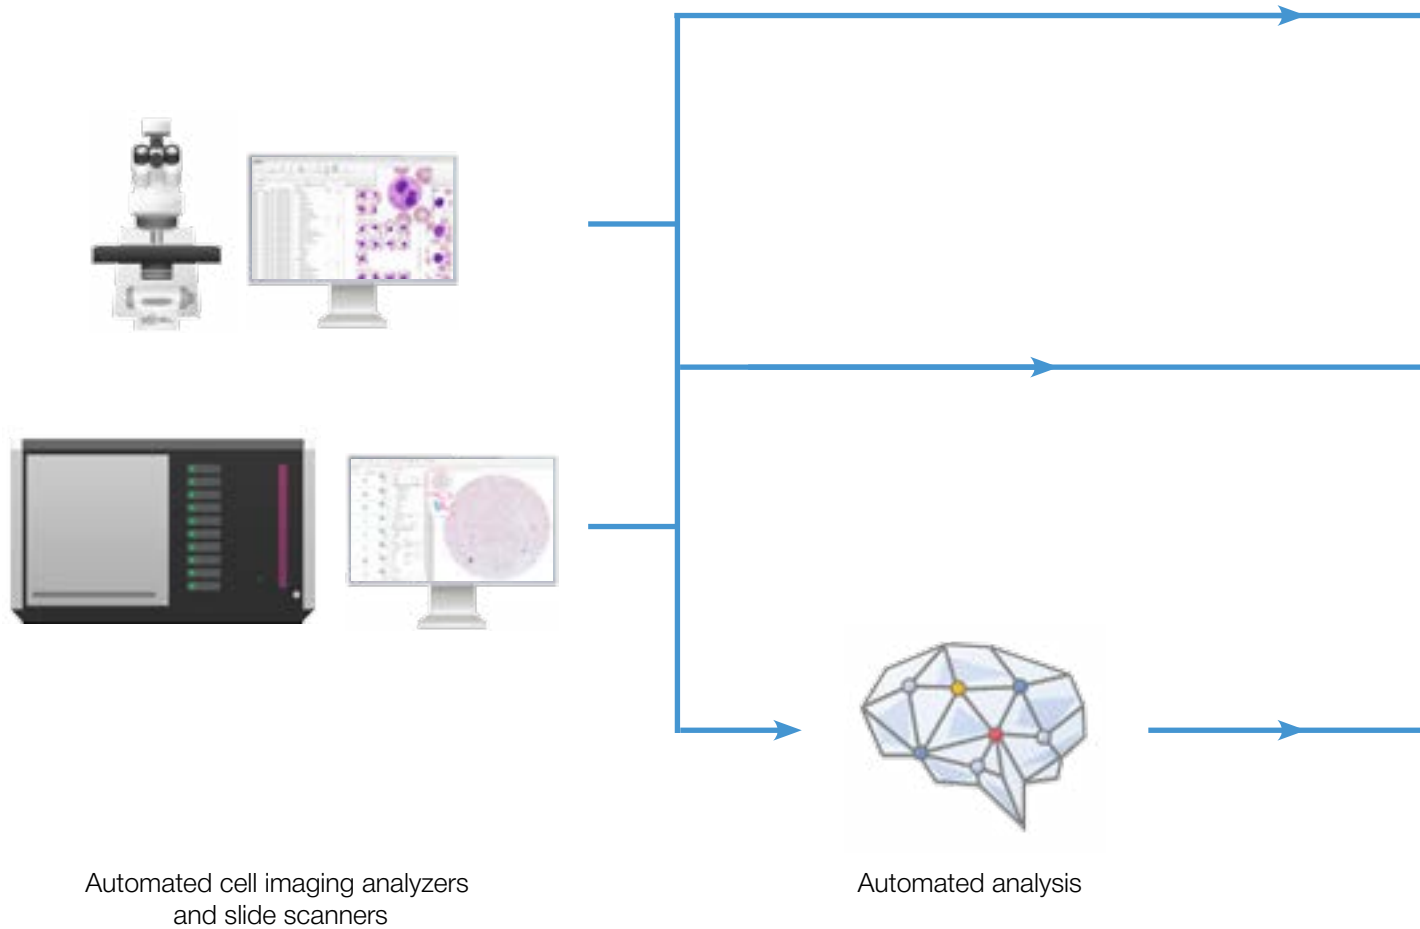 Automated cell imaging analyzers
and slide scanners
Automated analysis